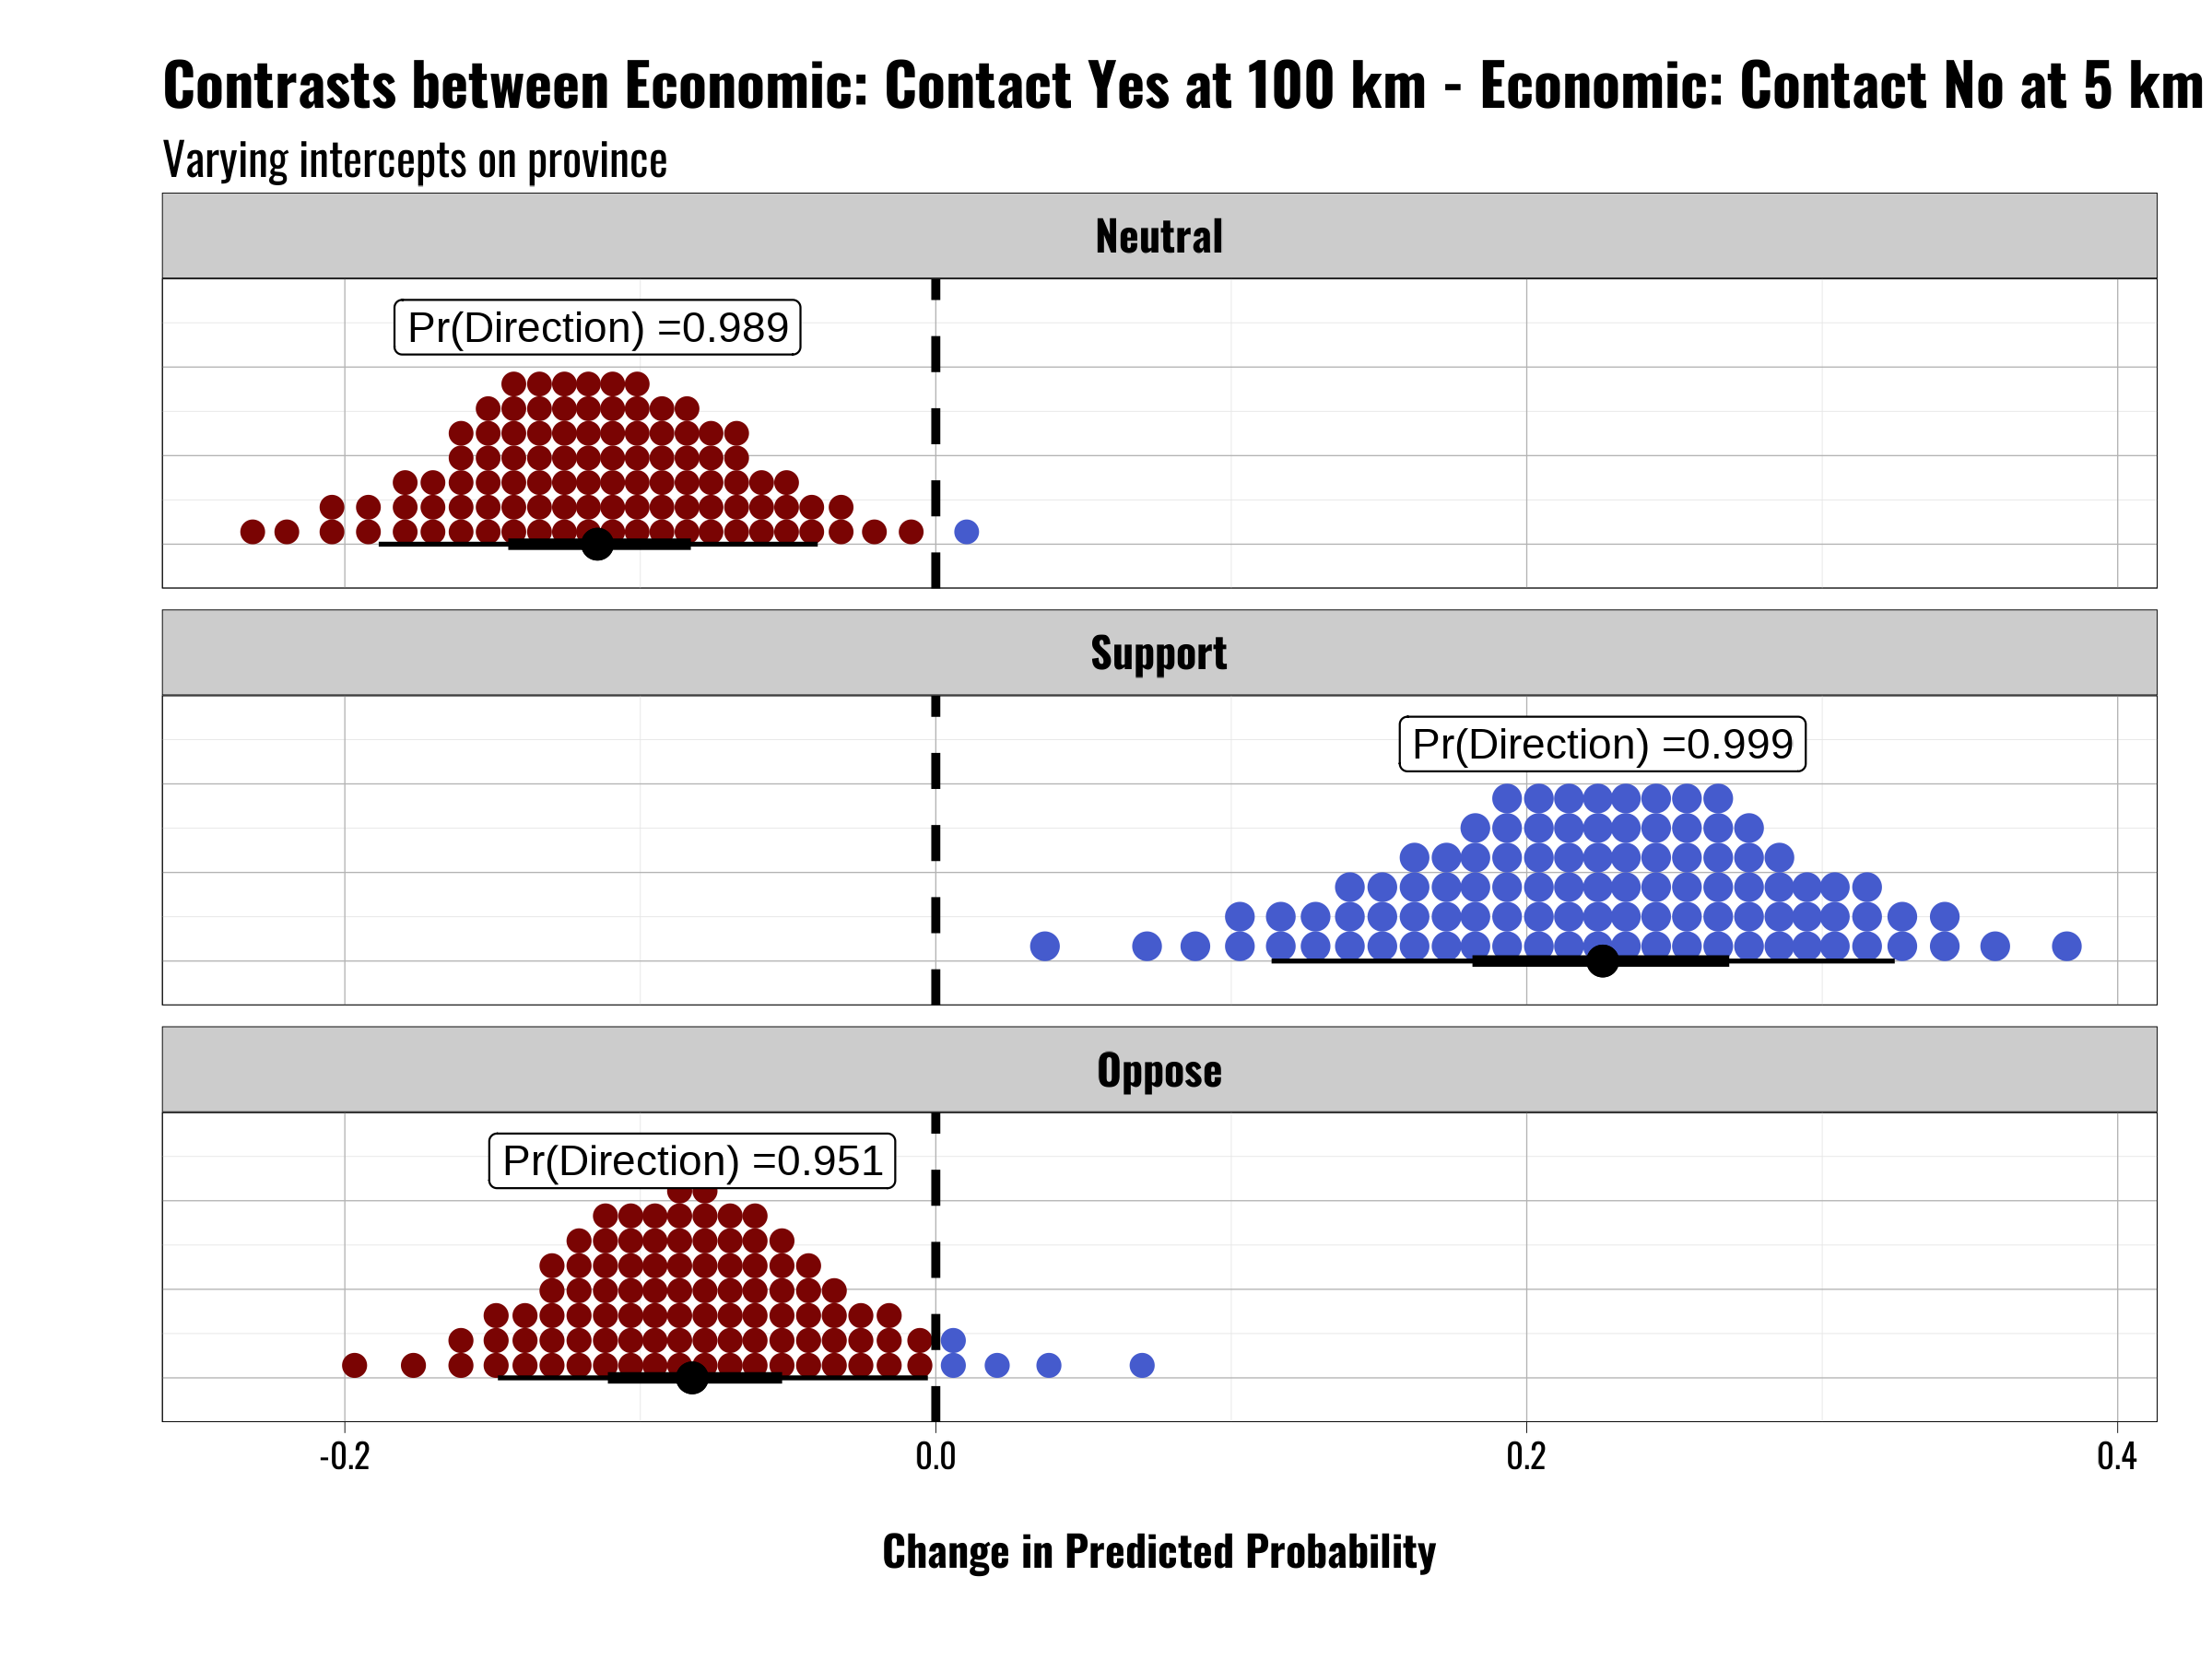 Contrasts between Economic: Contact Yes at 100 km - Economic: Contact No at 5 km
Varying intercepts on province
Neutral
Pr(Direction) =0.989
Support
Pr(Direction) =0.999
Oppose
Pr(Direction) =0.951
-0.2 0.0 0.2 0.4
Change in Predicted Probability